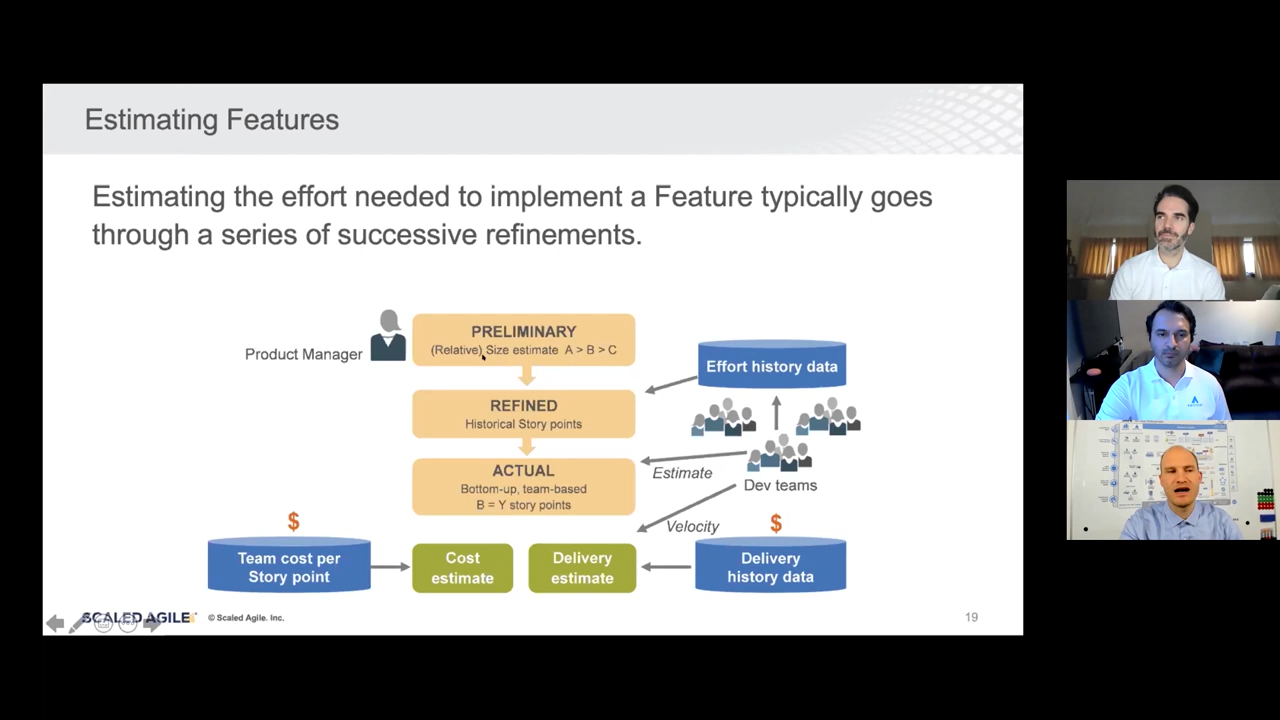 Estimating Features
Estimating the effort needed to implement a Feature typically goes
through a series of successive refinements.
Product Manager
PRELIMINARY
(Relative) Size estimate A > B > C
REFINED
Historical Story points
ACTUAL
Bottom-up, team-based
B = Y story points
Effort history data
Estimate
Dev teams
Velocity
$
$
Team cost per
Story point
Cost
estimate
Delivery
estimate
Delivery
history data
SCALED AGILE
© Scaled Agile. Inc.
19